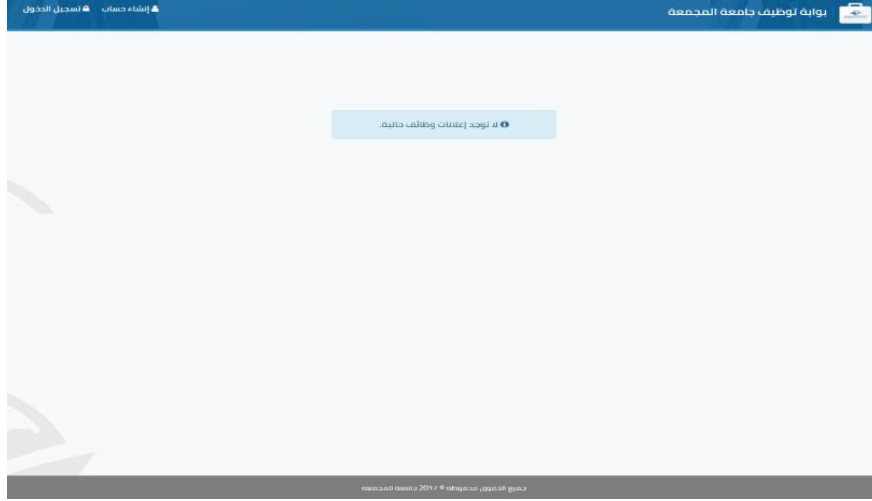 بوابة توظيف جامعة المجمعة
إنشاء حساب
تسجيل الدخول
لا توجد إعلانات وظائف حالية.
جميع الحقوق محفوظة © 2017 جامعة المجمعة